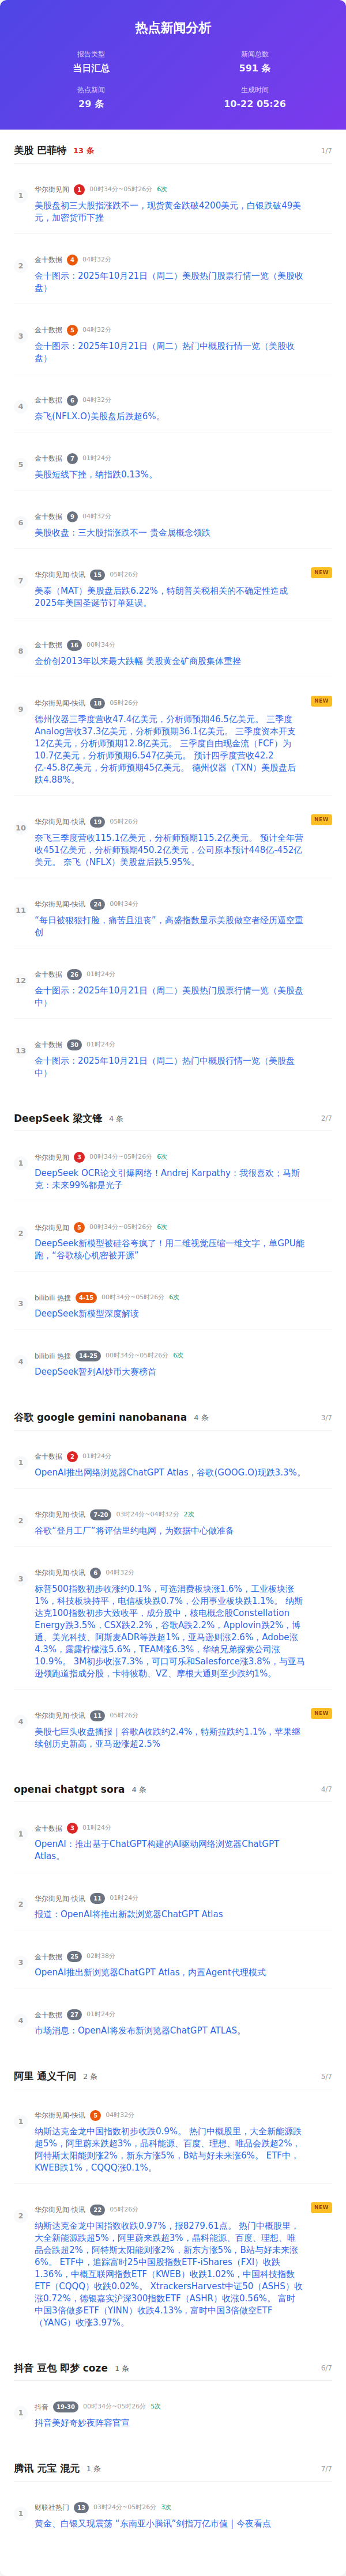 热点新闻分析
报告类型
当日汇总
新闻总数
591 条
热点新闻
29 条
生成时间
10-22 05:26
美股 巴菲特 13 条 1/7
1
华尔街见闻 1 00时34分~05时26分 6次
美股盘初三大股指涨跌不一，现货黄金跌破4200美元，白银跌破49美
元，加密货币下挫
2
金十数据 4 04时32分
金十图示：2025年10月21日（周二）美股热门股票行情一览（美股收
盘）
3
金十数据 5 04时32分
金十图示：2025年10月21日（周二）热门中概股行情一览（美股收
盘）
4
金十数据 6 04时32分
奈飞(NFLX.O)美股盘后跌超6%。
5
金十数据 7 01时24分
美股短线下挫，纳指跌0.13%。
6
金十数据 9 04时32分
美股收盘：三大股指涨跌不一 贵金属概念领跌
7
华尔街见闻-快讯 15 05时26分 NEW
美泰（MAT）美股盘后跌6.22%，特朗普关税相关的不确定性造成
2025年美国圣诞节订单延误。
8
金十数据 16 00时34分
金价创2013年以来最大跌幅 美股黄金矿商股集体重挫
9
华尔街见闻-快讯 18 05时26分 NEW
德州仪器三季度营收47.4亿美元，分析师预期46.5亿美元。 三季度
Analog营收37.3亿美元，分析师预期36.1亿美元。 三季度资本开支
12亿美元，分析师预期12.8亿美元。 三季度自由现金流（FCF）为
10.7亿美元，分析师预期6.547亿美元。 预计四季度营收42.2
亿-45.8亿美元，分析师预期45亿美元。 德州仪器（TXN）美股盘后
跌4.88%。
10
华尔街见闻-快讯 19 05时26分 NEW
奈飞三季度营收115.1亿美元，分析师预期115.2亿美元。 预计全年营
收451亿美元，分析师预期450.2亿美元，公司原本预计448亿-452亿
美元。 奈飞（NFLX）美股盘后跌5.95%。
11
华尔街见闻-快讯 24 00时34分
“每日被狠狠打脸，痛苦且沮丧”，高盛指数显示美股做空者经历逼空重
创
12
金十数据 26 01时24分
金十图示：2025年10月21日（周二）美股热门股票行情一览（美股盘
中）
13
金十数据 30 01时24分
金十图示：2025年10月21日（周二）热门中概股行情一览（美股盘
中）
DeepSeek 梁文锋 4 条 2/7
1
华尔街见闻 3 00时34分~05时26分 6次
DeepSeek OCR论文引爆网络！Andrej Karpathy：我很喜欢；马斯
克：未来99%都是光子
2
华尔街见闻 5 00时34分~05时26分 6次
DeepSeek新模型被硅谷夸疯了！用二维视觉压缩一维文字，单GPU能
跑，“谷歌核心机密被开源”
3
bilibili 热搜 4-15 00时34分~05时26分 6次
DeepSeek新模型深度解读
4
bilibili 热搜 14-25 00时34分~05时26分 6次
DeepSeek暂列AI炒币大赛榜首
谷歌 google gemini nanobanana 4 条 3/7
1
金十数据 2 01时24分
OpenAI推出网络浏览器ChatGPT Atlas，谷歌(GOOG.O)现跌3.3%。
2
华尔街见闻-快讯 7-20 03时24分~04时32分 2次
谷歌“登月工厂”将评估里约电网，为数据中心做准备
3
华尔街见闻-快讯 6 04时32分
标普500指数初步收涨约0.1%，可选消费板块涨1.6%，工业板块涨
1%，科技板块持平，电信板块跌0.7%，公用事业板块跌1.1%。 纳斯
达克100指数初步大致收平，成分股中，核电概念股Constellation
Energy跌3.5%，CSX跌2.2%，谷歌A跌2.2%，Applovin跌2%，博
通、美光科技、阿斯麦ADR等跌超1%，亚马逊则涨2.6%，Adobe涨
4.3%，露露柠檬涨5.6%，TEAM涨6.3%，华纳兄弟探索公司涨
10.9%。 3M初步收涨7.3%，可口可乐和Salesforce涨3.8%，与亚马
逊领跑道指成分股，卡特彼勒、VZ、摩根大通则至少跌约1%。
4
华尔街见闻-快讯 11 05时26分 NEW
美股七巨头收盘播报｜谷歌A收跌约2.4%，特斯拉跌约1.1%，苹果继
续创历史新高，亚马逊涨超2.5%
openai chatgpt sora 4 条 4/7
1
金十数据 3 01时24分
OpenAI：推出基于ChatGPT构建的AI驱动网络浏览器ChatGPT
Atlas。
2
华尔街见闻-快讯 11 01时24分
报道：OpenAI将推出新款浏览器ChatGPT Atlas
3
金十数据 25 02时38分
OpenAI推出新浏览器ChatGPT Atlas，内置Agent代理模式
4
金十数据 27 01时24分
市场消息：OpenAI将发布新浏览器ChatGPT ATLAS。
阿里 通义千问 2 条 5/7
1
华尔街见闻-快讯 5 04时32分
纳斯达克金龙中国指数初步收跌0.9%。 热门中概股里，大全新能源跌
超5%，阿里蔚来跌超3%，晶科能源、百度、理想、唯品会跌超2%，
阿特斯太阳能则涨2%，新东方涨5%，B站与好未来涨6%。 ETF中，
KWEB跌1%，CQQQ涨0.1%。
2
华尔街见闻-快讯 22 05时26分 NEW
纳斯达克金龙中国指数收跌0.97%，报8279.61点。 热门中概股里，
大全新能源跌超5%，阿里蔚来跌超3%，晶科能源、百度、理想、唯品
会跌超2%，阿特斯太阳能则涨2%，新东方涨5%，B站与好未来涨
6%。 ETF中，追踪富时25中国股指数ETF-iShares（FXI）收跌
1.36%，中概互联网指数ETF（KWEB）收跌1.02%，中国科技指数
ETF（CQQQ）收跌0.02%。 XtrackersHarvest中证50（ASHS）收
涨0.72%，德银嘉实沪深300指数ETF（ASHR）收涨0.56%。 富时
中国3倍做多ETF（YINN）收跌4.13%，富时中国3倍做空ETF
（YANG）收涨3.97%。
抖音 豆包 即梦 coze 1 条 6/7
1
抖音 19-30 00时34分~05时26分 5次
抖音美好奇妙夜阵容官宣
腾讯 元宝 混元 1 条 7/7
1
财联社热门 13 03时24分~05时26分 3次
黄金、白银又现震荡 “东南亚小腾讯”剑指万亿市值 | 今夜看点